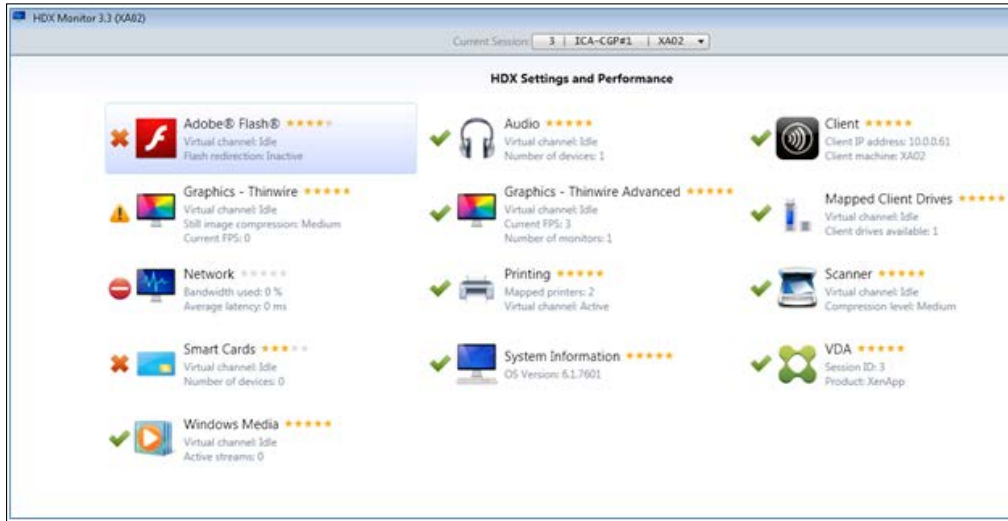 HDX Monitor 3.3 (XA02)
Current Session: 3 | ICA-CGP#1 | XA02
HDX Settings and Performance
Adobe® Flash®
Virtual channel: Idle
Flash redirection: Inactive
Audio
Virtual channel: Idle
Number of devices: 1
Client
Client IP address: 10.0.0.61
Client machine: XA02
Graphics - Thinwire
Virtual channel: Idle
Still image compression: Medium
Current FPS: 0
Graphics - Thinwire Advanced
Virtual channel: Idle
Current FPS: 3
Number of monitors: 1
Mapped Client Drives
Virtual channel: Idle
Client drives available: 1
Network
Bandwidth used: 0 %
Average latency: 0 ms
Printing
Mapped printers: 2
Virtual channel: Active
Scanner
Virtual channel: Idle
Compression level: Medium
Smart Cards
Virtual channel: Idle
Number of devices: 0
System Information
OS Version: 6.1.7601
VDA
Session ID: 3
Product: XenApp
Windows Media
Virtual channel: Idle
Active streams: 0